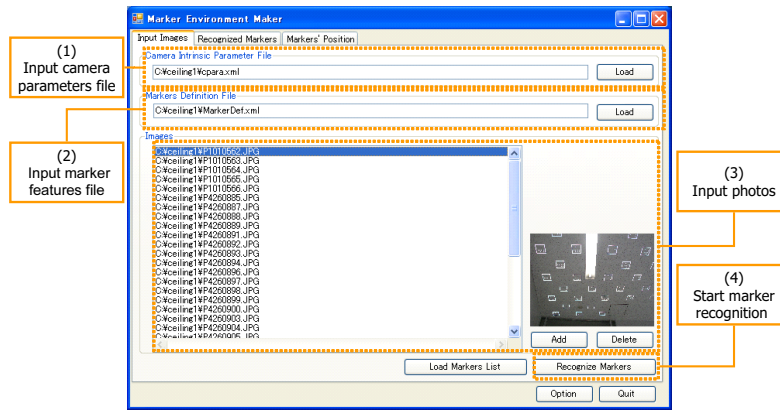 Marker Environment Maker
Input Images Recognized Markers Markers' Position
(1)
Input camera
parameters file
Camera Intrinsic Parameter File
C:¥ceiling1¥cpara.xml Load
Markers Definition File
C:¥ceiling1¥MarkerDef.xml Load
(2)
Input marker
features file
Images
C:¥ceiling1¥P1010562.JPG
C:¥ceiling1¥P1010563.JPG
C:¥ceiling1¥P1010564.JPG
C:¥ceiling1¥P1010565.JPG
C:¥ceiling1¥P1010566.JPG
C:¥ceiling1¥P4260885.JPG
C:¥ceiling1¥P4260887.JPG
C:¥ceiling1¥P4260888.JPG
C:¥ceiling1¥P4260889.JPG
C:¥ceiling1¥P4260891.JPG
C:¥ceiling1¥P4260892.JPG
C:¥ceiling1¥P4260893.JPG
C:¥ceiling1¥P4260894.JPG
C:¥ceiling1¥P4260896.JPG
C:¥ceiling1¥P4260897.JPG
C:¥ceiling1¥P4260898.JPG
C:¥ceiling1¥P4260899.JPG
C:¥ceiling1¥P4260900.JPG
C:¥ceiling1¥P4260903.JPG
C:¥ceiling1¥P4260904.JPG
C:¥ceiling1¥P4260905.JPG
(3)
Input photos
(4)
Start marker
recognition
Add Delete
Load Markers List Recognize Markers
Option Quit